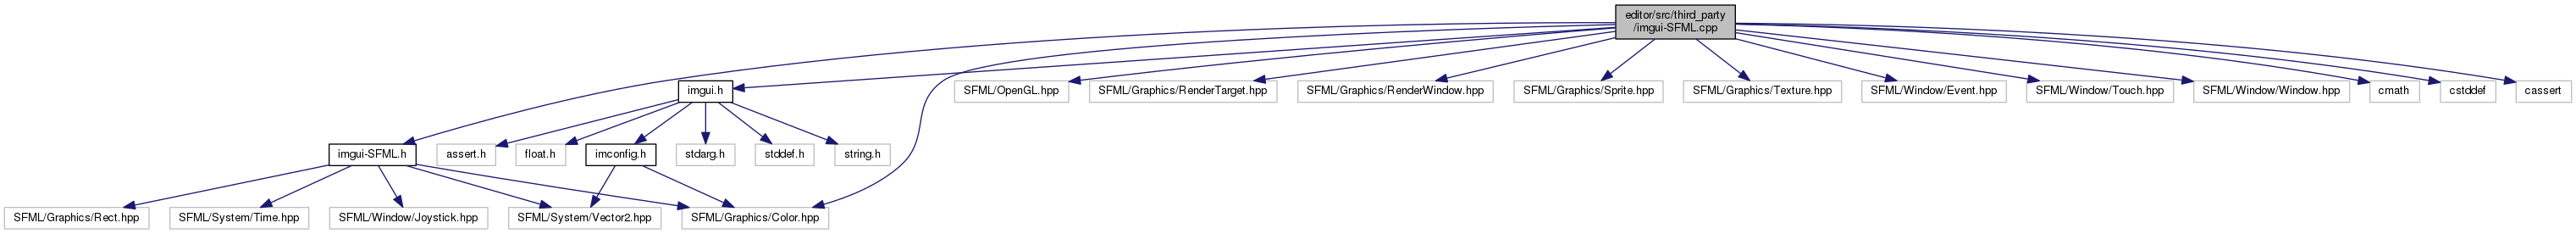 editor/src/third_party
/imgui-SFML.cpp
imgui.h
SFML/OpenGL.hpp
SFML/Graphics/RenderTarget.hpp
SFML/Graphics/RenderWindow.hpp
SFML/Graphics/Sprite.hpp
SFML/Graphics/Texture.hpp
SFML/Window/Event.hpp
SFML/Window/Touch.hpp
SFML/Window/Window.hpp
cmath
cstddef
cassert
imgui-SFML.h
assert.h
float.h
imconfig.h
stdarg.h
stddef.h
string.h
SFML/Graphics/Rect.hpp
SFML/System/Time.hpp
SFML/Window/Joystick.hpp
SFML/System/Vector2.hpp
SFML/Graphics/Color.hpp